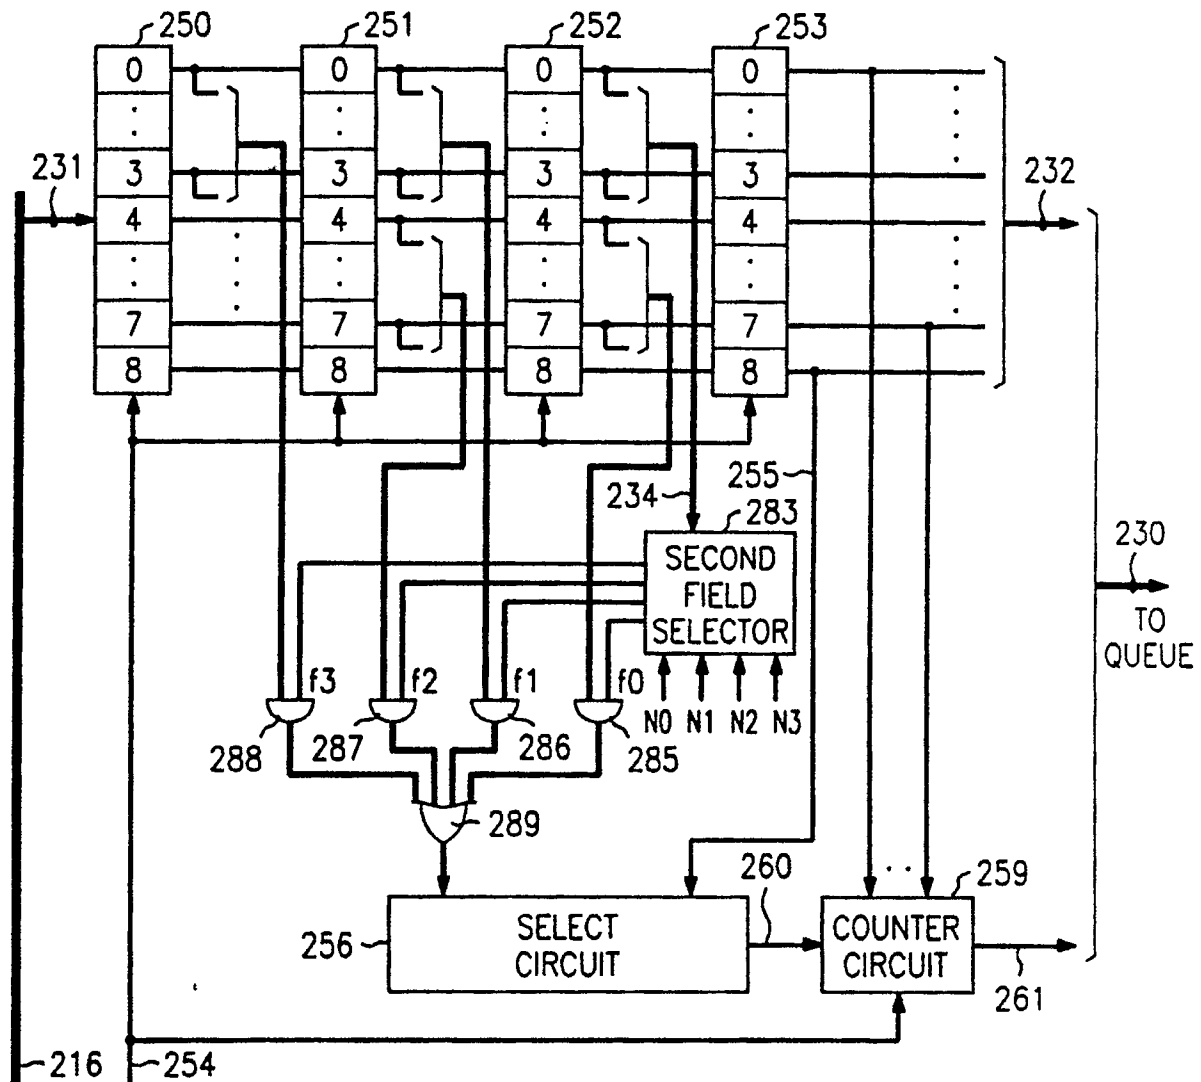 250 251 252 253
0 0 0 0
3 3 3 3
231
232
4 4 4 4
7 7 7 7
8 8 8 8
255
234
283
SECOND
FIELD
SELECTOR
230
TO
QUEUE
f3 f2 f1 f0
N0 N1 N2 N3
288 287 286 285
289
260
259
256
SELECT
CIRCUIT
COUNTER
CIRCUIT
261
216 254